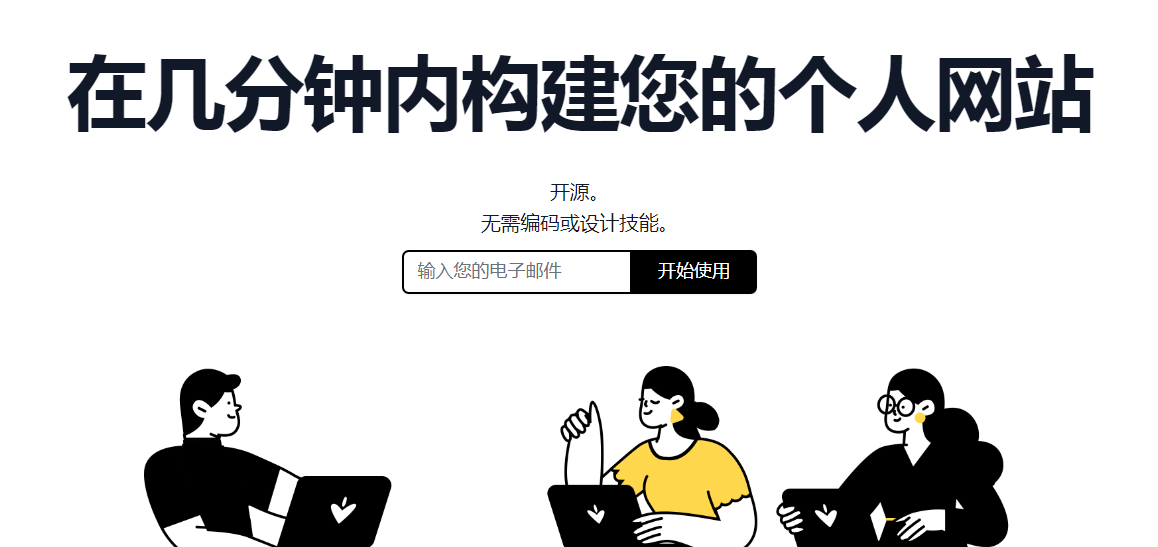 在几分钟内构建您的个人网站
开源。
无需编码或设计技能。
输入您的电子邮件
开始使用